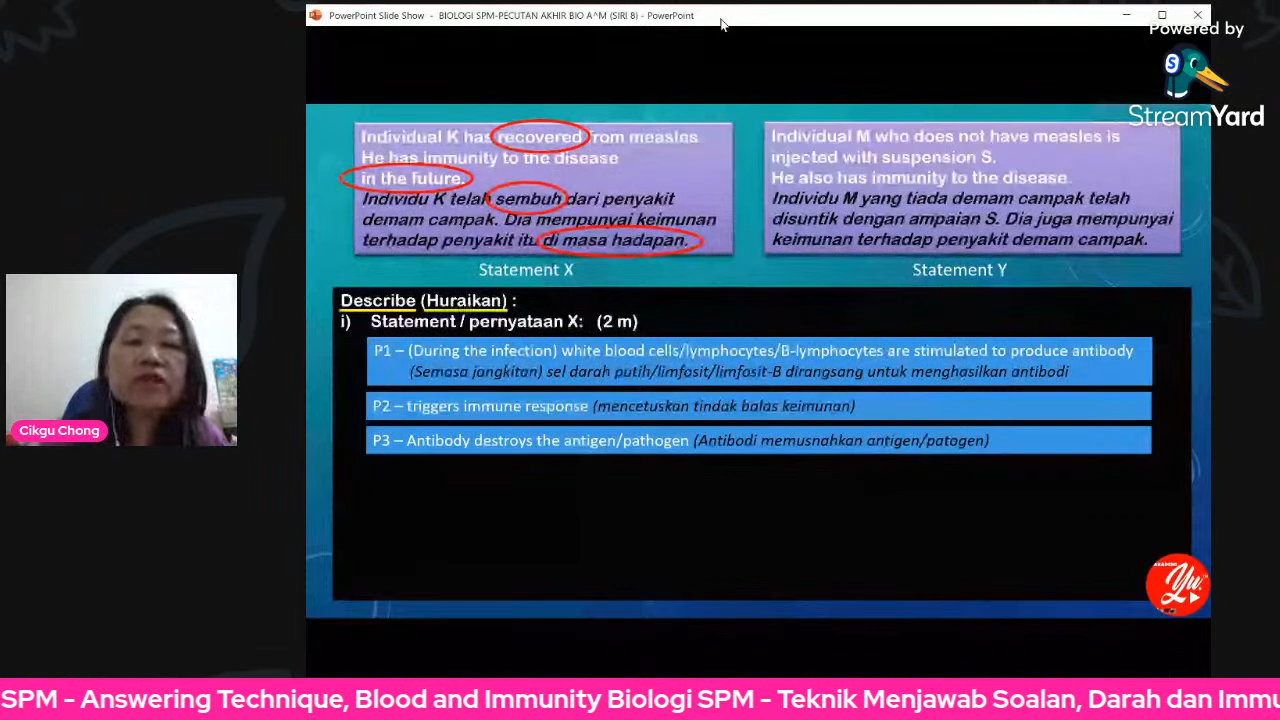 PowerPoint Slide Show - BIOLOGI SPM-PECUTAN AKHIR BIO A^M (SIRI 8) - PowerPoint
Powered by
StreamYard
Individual K has recovered from measles.
He has immunity to the disease
in the future.
Individu K telah sembuh dari penyakit
demam campak. Dia mempunyai keimunan
terhadap penyakit itu di masa hadapan.
Statement X
Individual M who does not have measles is
injected with suspension S.
He also has immunity to the disease.
Individu M yang tiada demam campak telah
disuntik dengan ampaian S. Dia juga mempunyai
keimunan terhadap penyakit demam campak.
Statement Y
Describe (Huraikan) :
i) Statement / pernyataan X: (2 m)
P1 – (During the infection) white blood cells/lymphocytes/B-lymphocytes are stimulated to produce antibody
(Semasa jangkitan) sel darah putih/limfosit/limfosit-B dirangsang untuk menghasilkan antibodi
P2 – triggers immune response (mencetuskan tindak balas keimunan)
P3 – Antibody destroys the antigen/pathogen (Antibodi memusnahkan antigen/patogen)
Cikgu Chong
AKADEMI
Yu
SPM - Answering Technique, Blood and Immunity Biologi SPM - Teknik Menjawab Soalan, Darah dan Immu